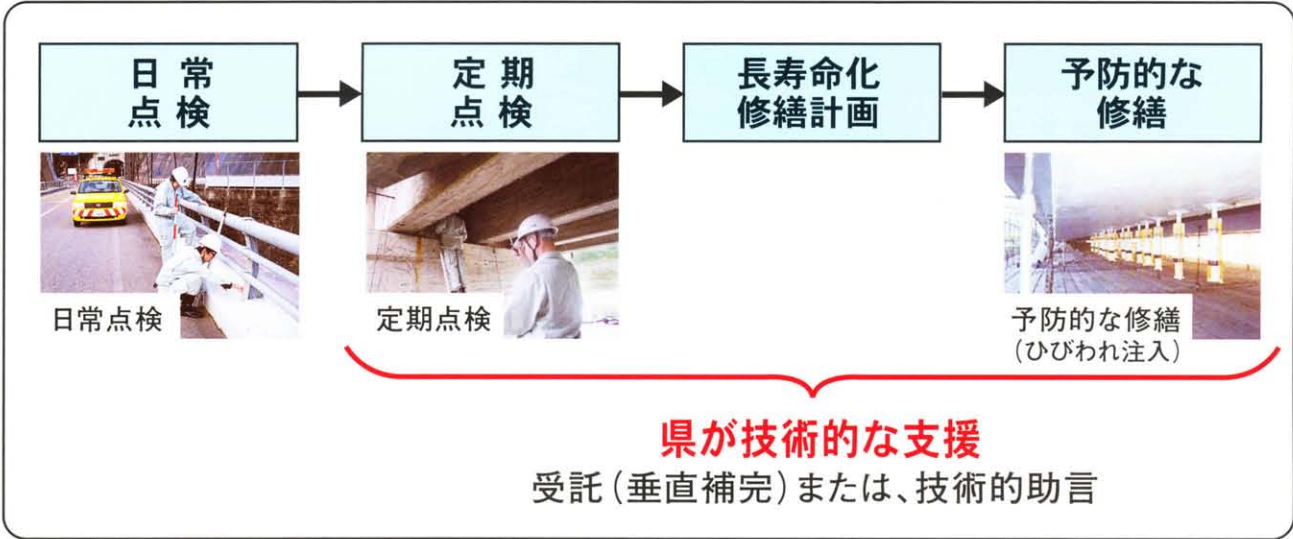 日常
点検
定期
点検
長寿命化
修繕計画
予防的な
修繕
日常点検
定期点検
予防的な修繕
（ひびわれ注入）
県が技術的な支援
受託（垂直補完）または、技術的助言